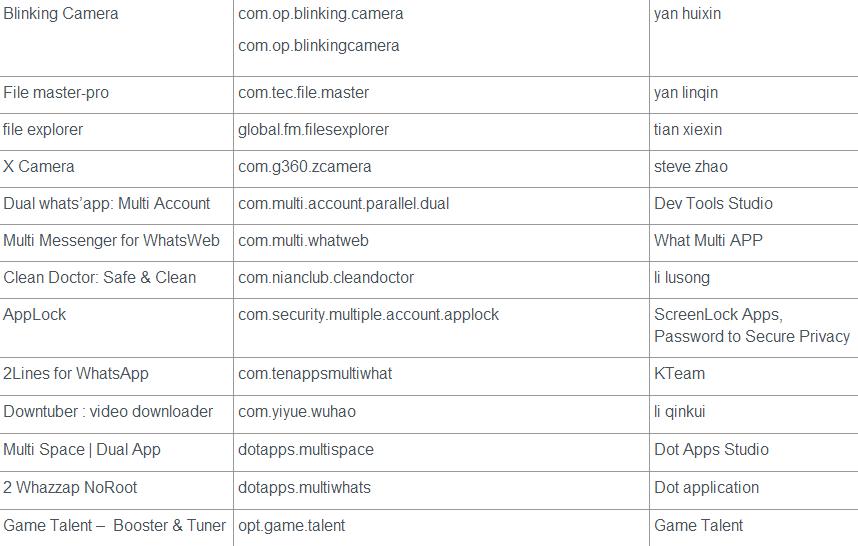 Blinking Camera com.op.blinking.camera yan huixin
com.op.blinkingcamera
File master-pro com.tec.file.master yan linqin
file explorer global.fm.filesexplorer tian xiexin
X Camera com.g360.zcamera steve zhao
Dual whats’app: Multi Account com.multi.account.parallel.dual Dev Tools Studio
Multi Messenger for WhatsWeb com.multi.whatweb What Multi APP
Clean Doctor: Safe & Clean com.nianclub.cleandoctor li lusong
AppLock com.security.multiple.account.applock ScreenLock Apps,
Password to Secure Privacy
2Lines for WhatsApp com.tenappsmultiwhat KTeam
Downtuber : video downloader com.yiyue.wuhao li qinkui
Multi Space | Dual App dotapps.multispace Dot Apps Studio
2 Whazzap NoRoot dotapps.multiwhats Dot application
Game Talent – Booster & Tuner opt.game.talent Game Talent